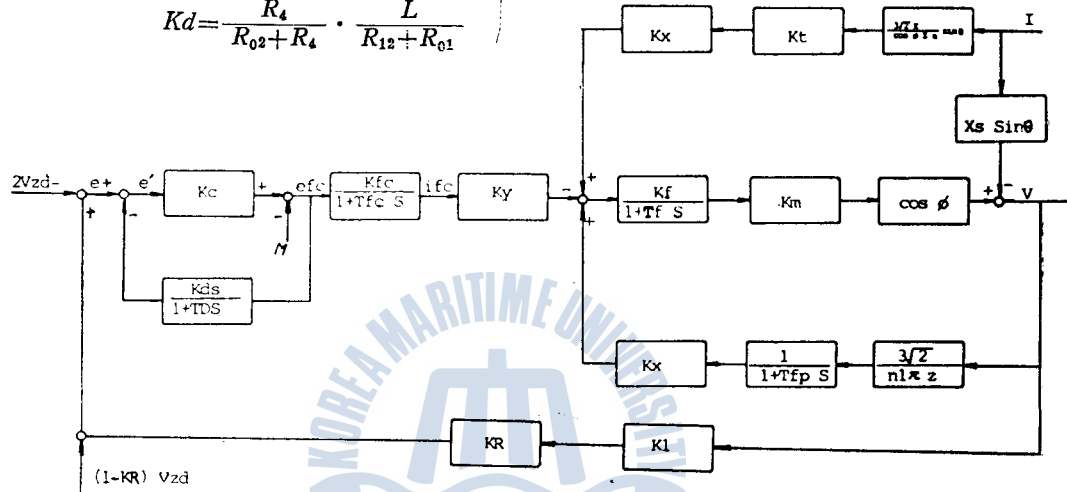 Kd = R₄ / (R₀₂+R₄) · L / (R₁₂+R₀₁)
Kx
Kt
I
Xs Sinθ
2Vzd-
e+
e'
Kc
+
efc
Kfc / 1+Tfc S
ifc
Ky
-
+
Kf / 1+Tf S
Km
cos ø
+
-
V
+
-
-
M
+
Kds / 1+TDS
Kx
1 / 1+Tfp S
3√2 / n1π z
KR
K1
(1-KR) Vzd
KOREA MARITIME UNIVERSITY